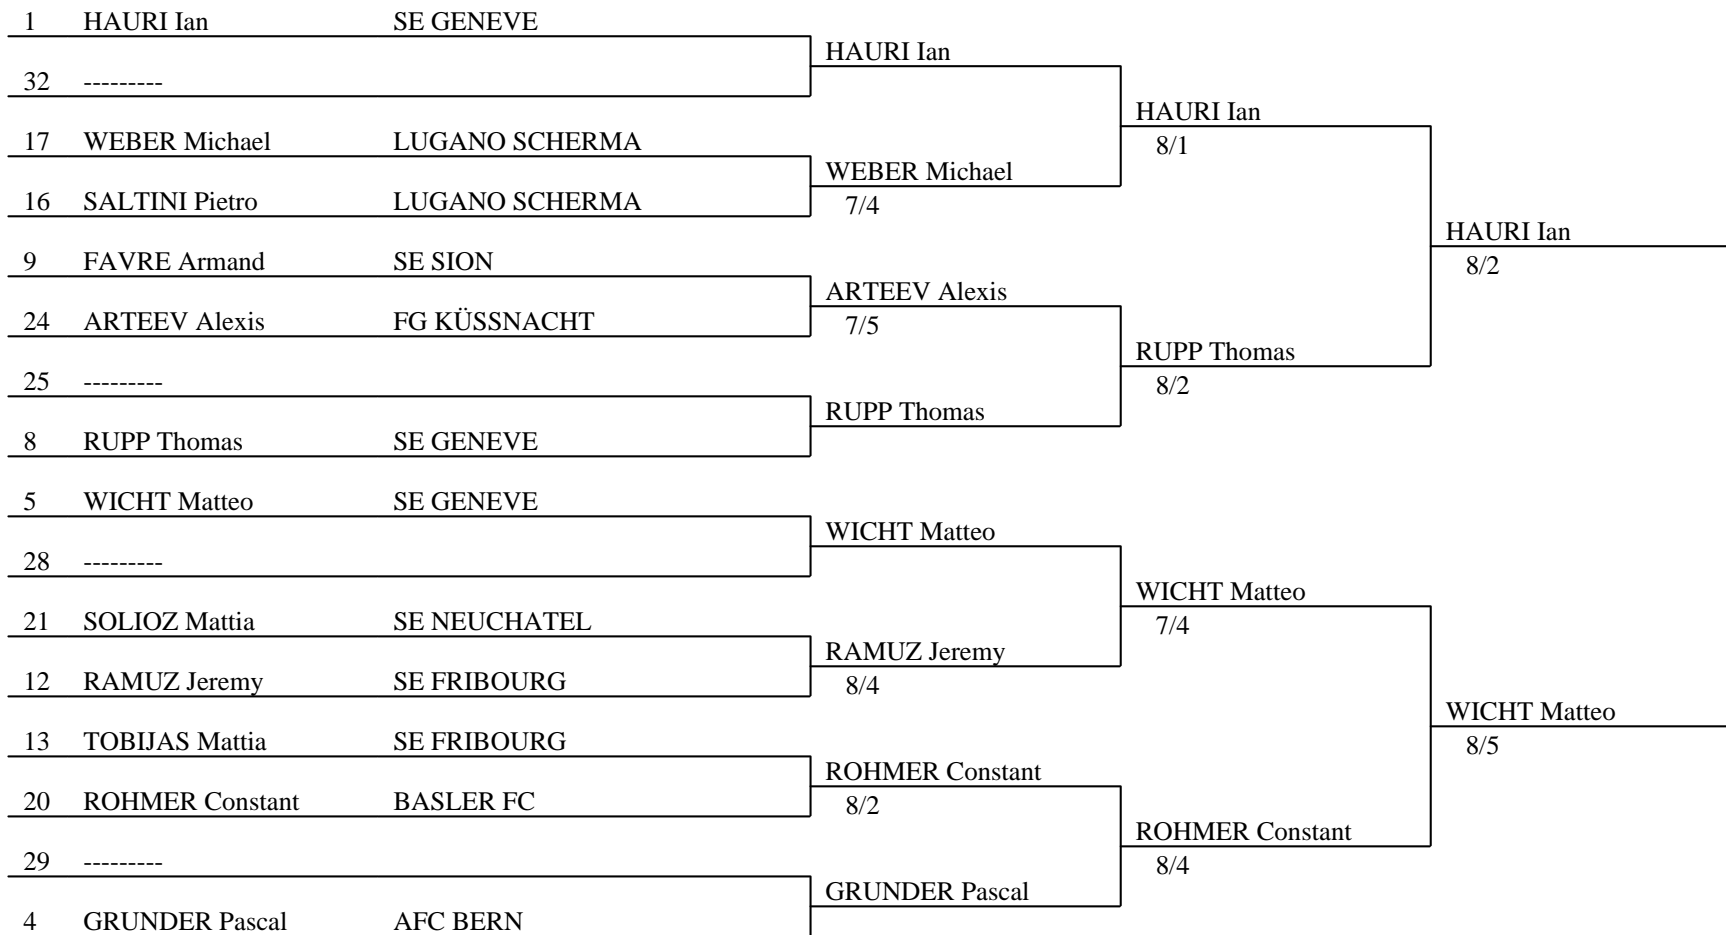 1 HAURI Ian SE GENEVE
HAURI Ian
32 ---------
HAURI Ian
17 WEBER Michael LUGANO SCHERMA
8/1
WEBER Michael
16 SALTINI Pietro LUGANO SCHERMA
7/4
HAURI Ian
9 FAVRE Armand SE SION
8/2
ARTEEV Alexis
24 ARTEEV Alexis FG KÜSSNACHT
7/5
RUPP Thomas
25 ---------
8/2
RUPP Thomas
8 RUPP Thomas SE GENEVE
5 WICHT Matteo SE GENEVE
WICHT Matteo
28 ---------
WICHT Matteo
21 SOLIOZ Mattia SE NEUCHATEL
7/4
RAMUZ Jeremy
12 RAMUZ Jeremy SE FRIBOURG
8/4
WICHT Matteo
13 TOBIJAS Mattia SE FRIBOURG
8/5
ROHMER Constant
20 ROHMER Constant BASLER FC
8/2
ROHMER Constant
29 ---------
8/4
GRUNDER Pascal
4 GRUNDER Pascal AFC BERN